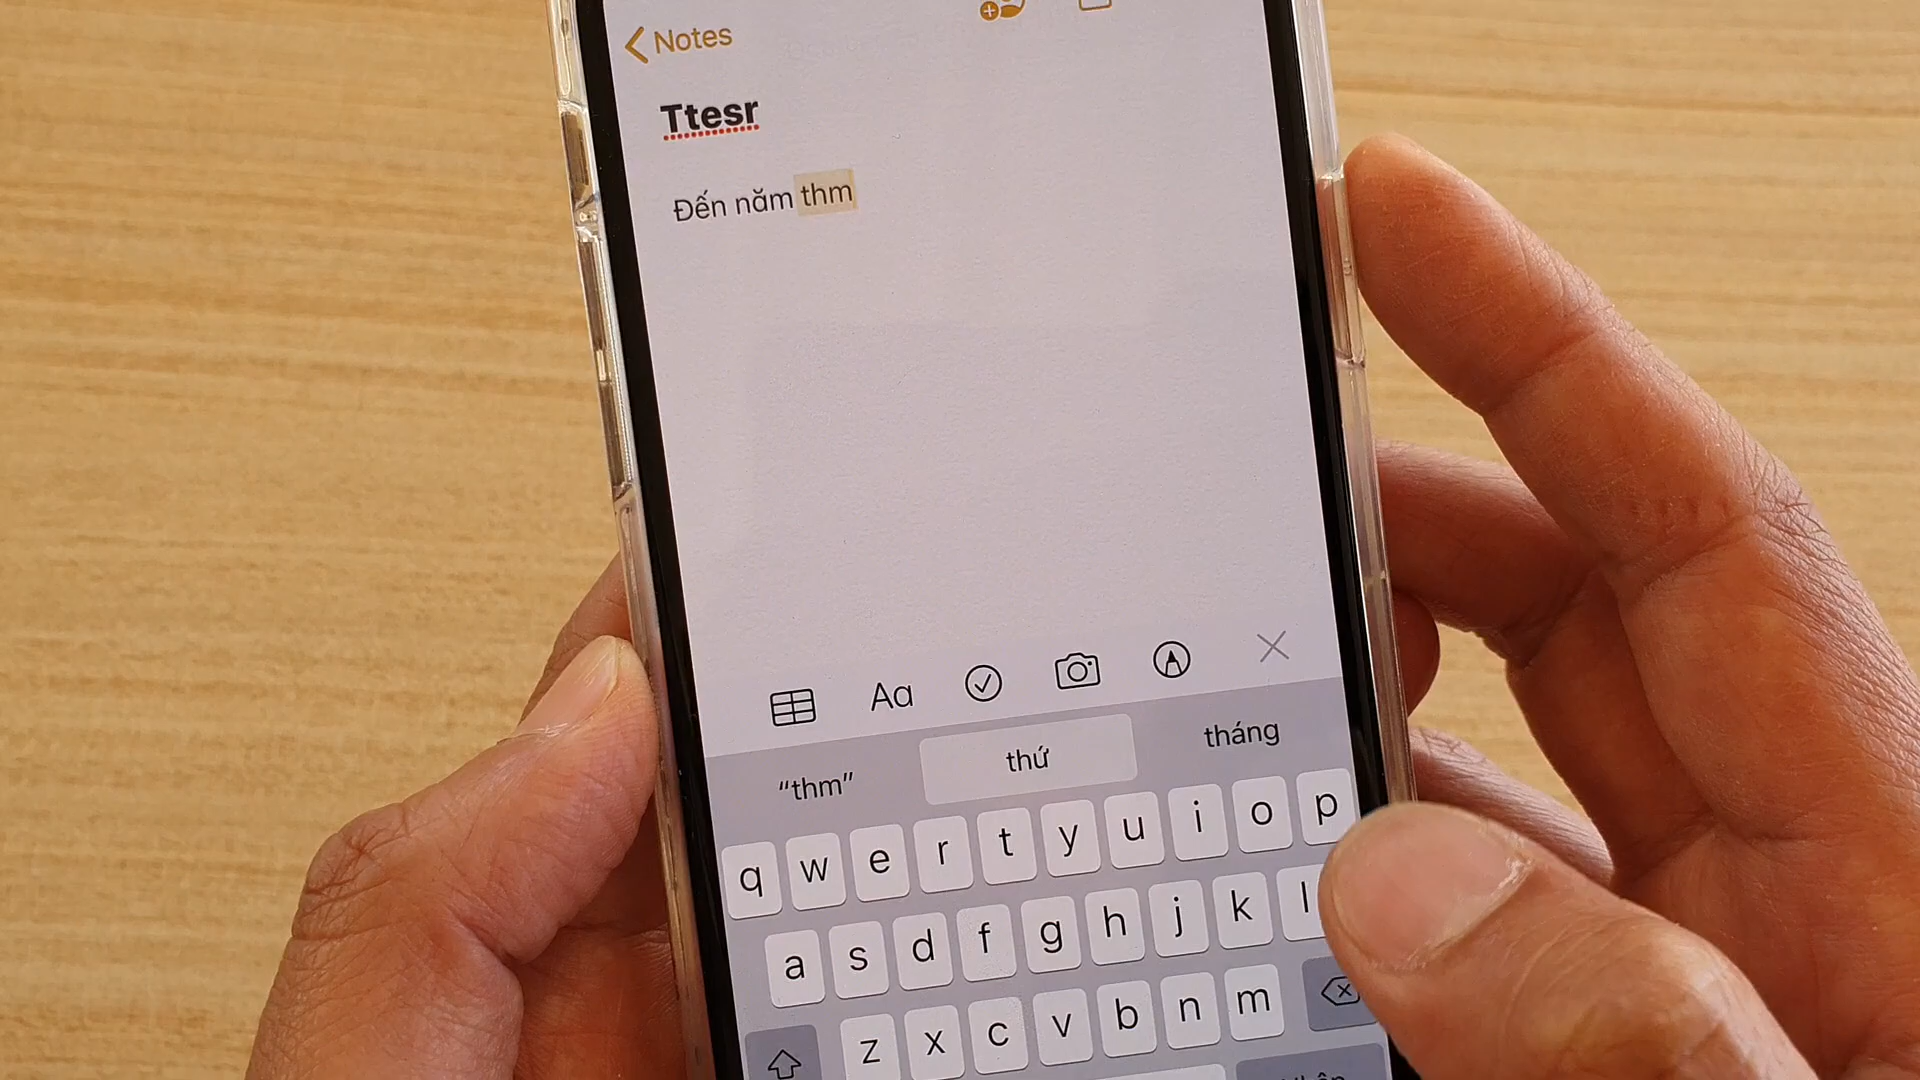 Notes
Ttesr
Đến năm thm
Aa
“thm” thứ tháng
q w e r t y u i o p
a s d f g h j k l
z x c v b n m